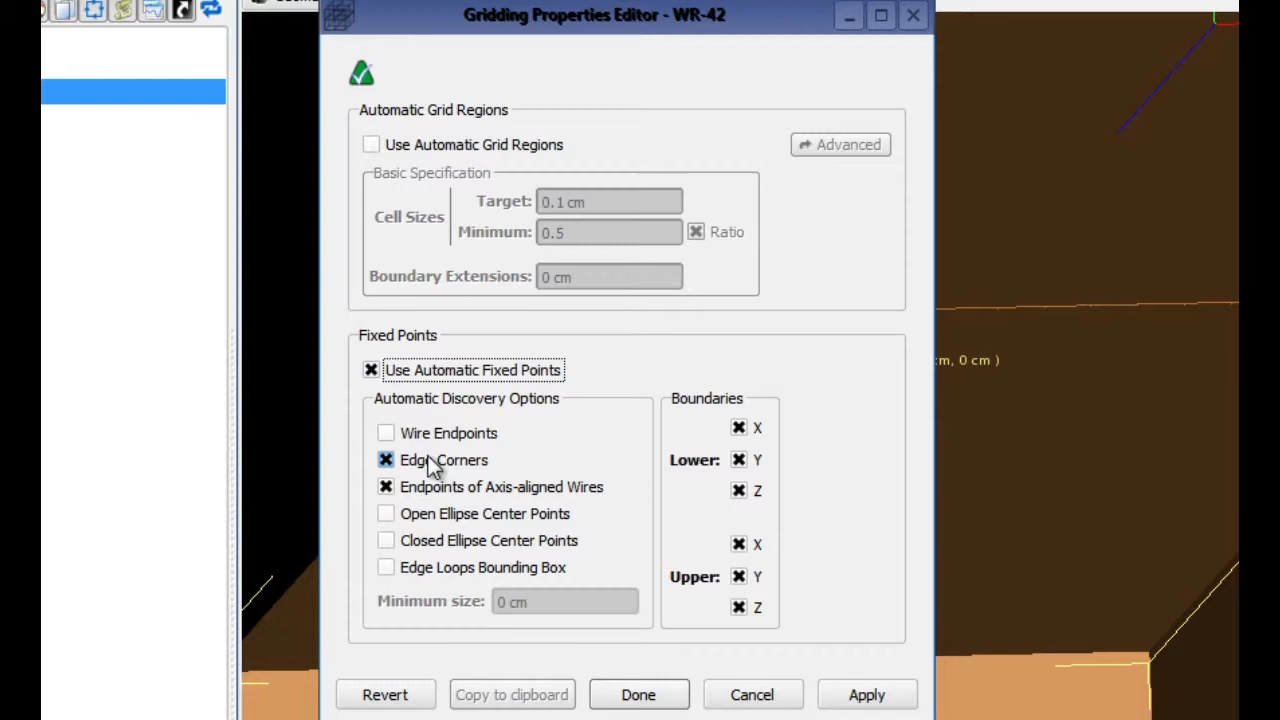 Gridding Properties Editor - WR-42
Automatic Grid Regions
Use Automatic Grid Regions
Advanced
Basic Specification
Cell Sizes
Target: 0.1 cm
Minimum: 0.5
Ratio
Boundary Extensions: 0 cm
m, 0 cm )
Fixed Points
Use Automatic Fixed Points
Automatic Discovery Options
Wire Endpoints
Edge Corners
Endpoints of Axis-aligned Wires
Open Ellipse Center Points
Closed Ellipse Center Points
Edge Loops Bounding Box
Minimum size: 0 cm
Boundaries
X
Lower: Y
Z
X
Upper: Y
Z
Revert
Copy to clipboard
Done
Cancel
Apply